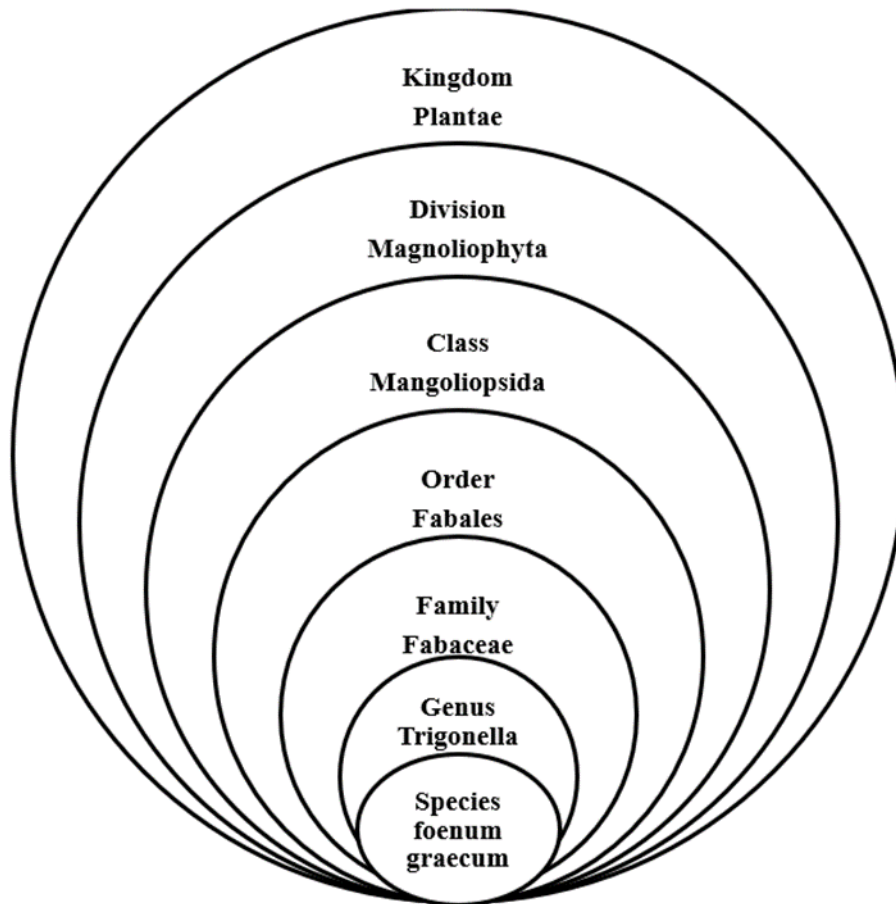 Kingdom
Plantae
Division
Magnoliophyta
Class
Mangoliopsida
Order
Fabales
Family
Fabaceae
Genus
Trigonella
Species
foenum
graecum